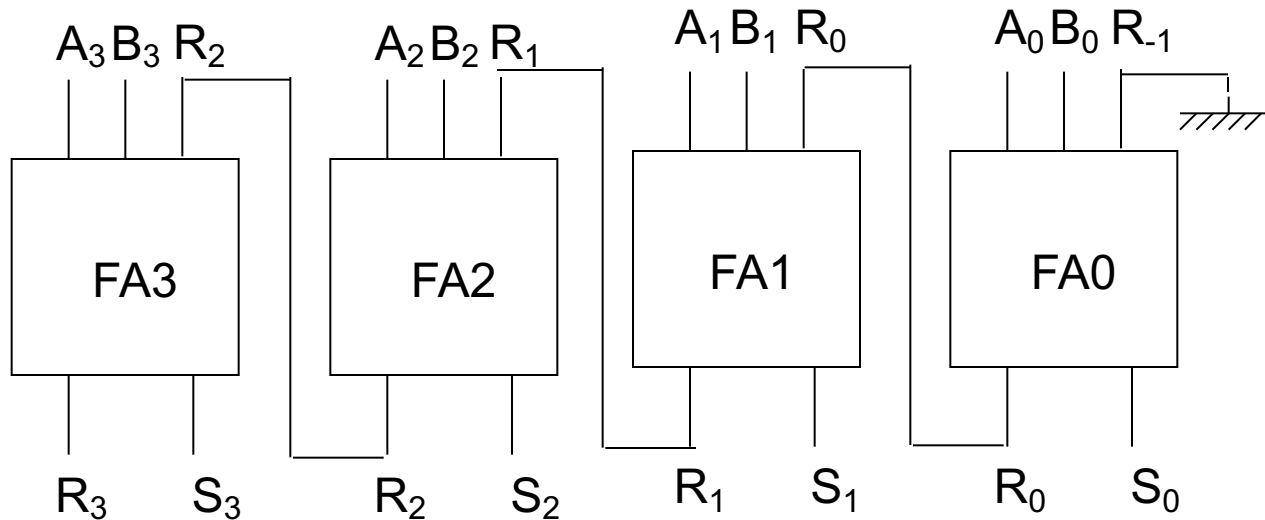 A₃ B₃ R₂ A₂ B₂ R₁ A₁ B₁ R₀ A₀ B₀ R₋₁
FA3 FA2 FA1 FA0
R₃ S₃ R₂ S₂ R₁ S₁ R₀ S₀